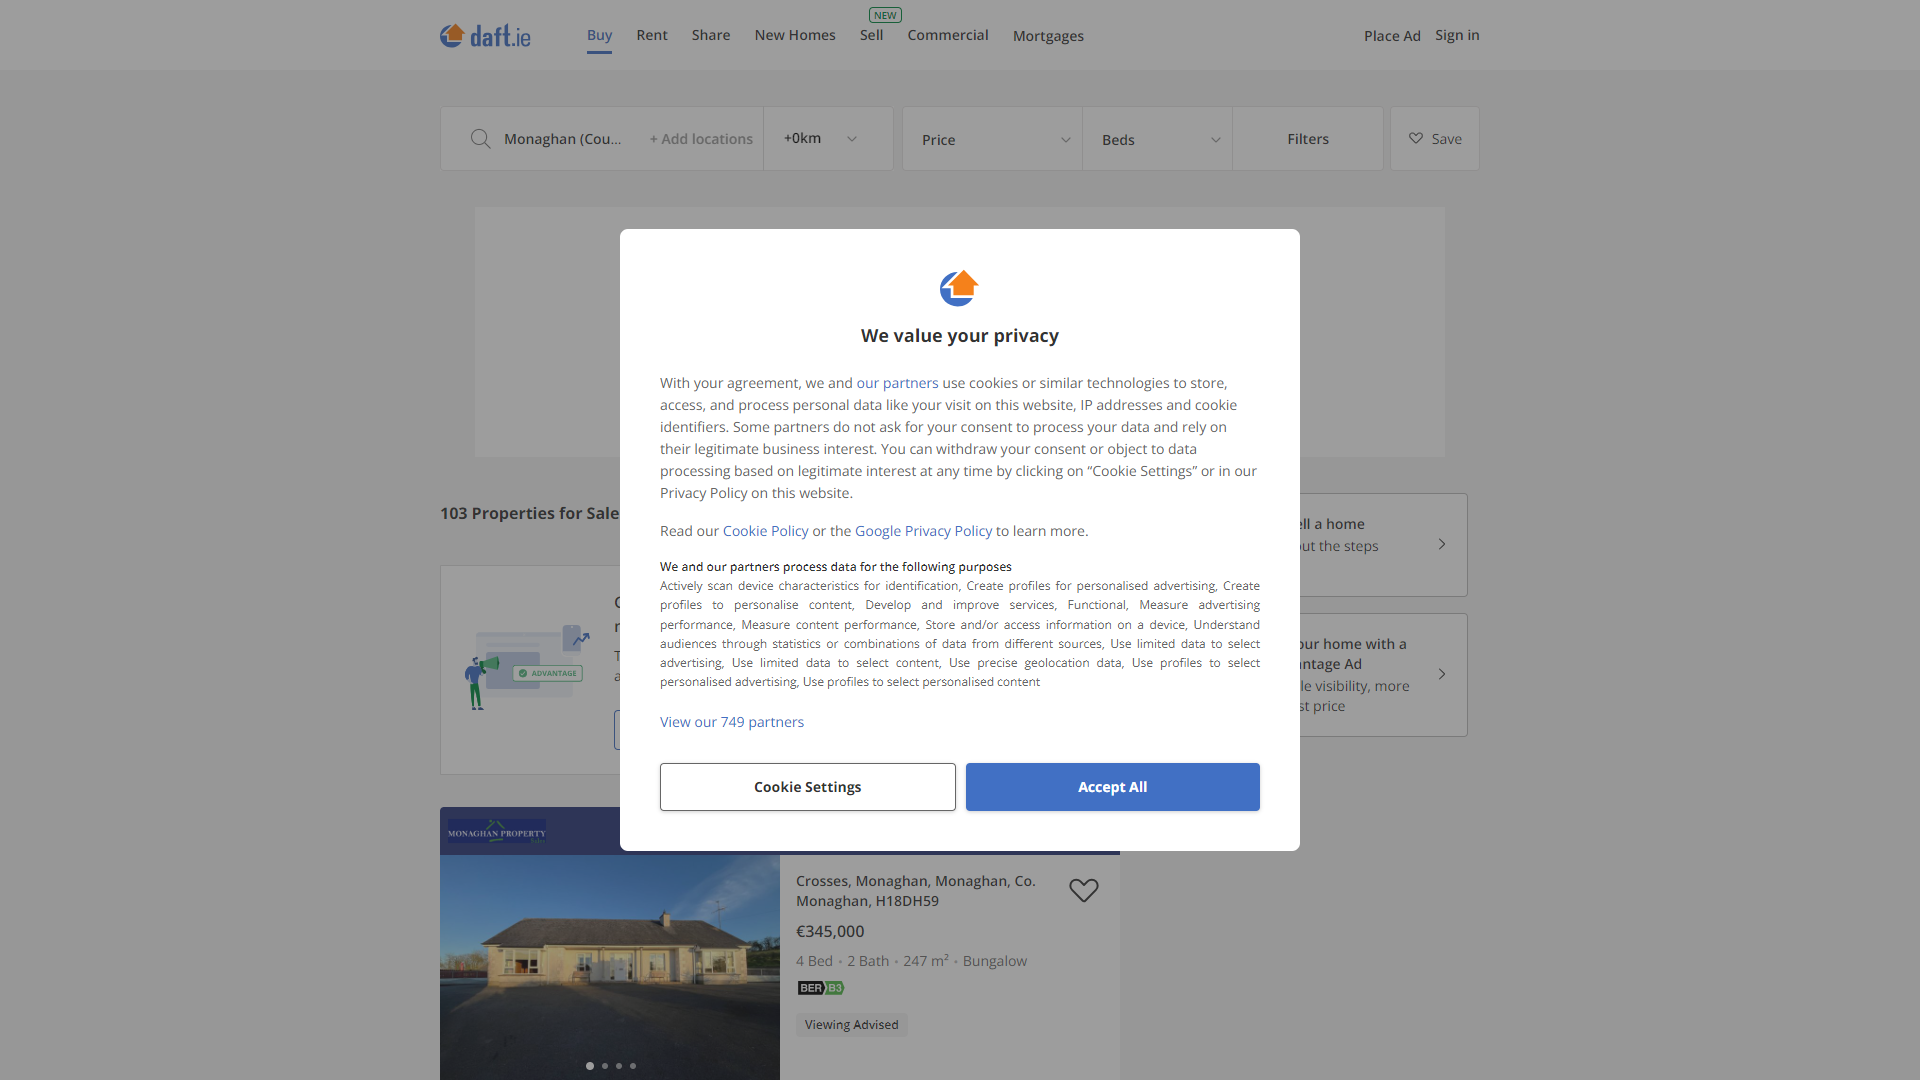 daft.ie
Buy
Rent
Share
New Homes
NEW
Sell
Commercial
Mortgages
Place Ad
Sign in
Monaghan (Cou...
+ Add locations
+0km
Price
Beds
Filters
Save
We value your privacy
With your agreement, we and our partners use cookies or similar technologies to store,
access, and process personal data like your visit on this website, IP addresses and cookie
identifiers. Some partners do not ask for your consent to process your data and rely on
their legitimate business interest. You can withdraw your consent or object to data
processing based on legitimate interest at any time by clicking on “Cookie Settings” or in our
Privacy Policy on this website.
Read our Cookie Policy or the Google Privacy Policy to learn more.
We and our partners process data for the following purposes
Actively scan device characteristics for identification, Create profiles for personalised advertising, Create
profiles to personalise content, Develop and improve services, Functional, Measure advertising
performance, Measure content performance, Store and/or access information on a device, Understand
audiences through statistics or combinations of data from different sources, Use limited data to select
advertising, Use limited data to select content, Use precise geolocation data, Use profiles to select
personalised advertising, Use profiles to select personalised content
View our 749 partners
Cookie Settings
Accept All
103 Properties for Sale
ell a home
out the steps
ADVANTAGE
our home with a
ntage Ad
le visibility, more
st price
MONAGHAN PROPERTY
Crosses, Monaghan, Monaghan, Co.
Monaghan, H18DH59
€345,000
4 Bed • 2 Bath • 247 m² • Bungalow
BER B3
Viewing Advised